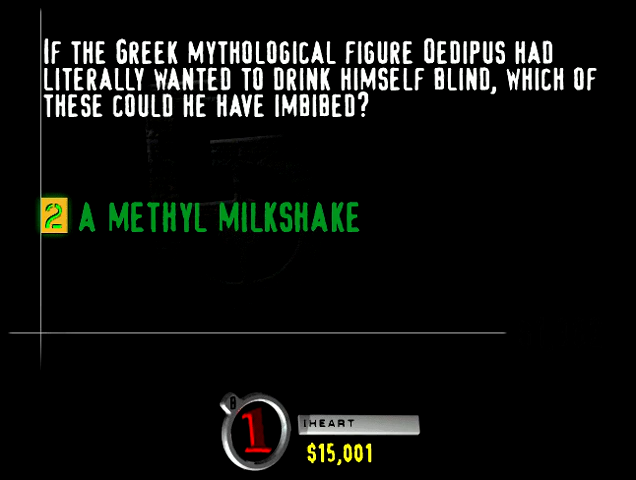 If the Greek mythological figure Oedipus had
literally wanted to drink himself blind, which of
these could he have imbibed?
2 A METHYL MILKSHAKE
8
1 IHEART
$15,001